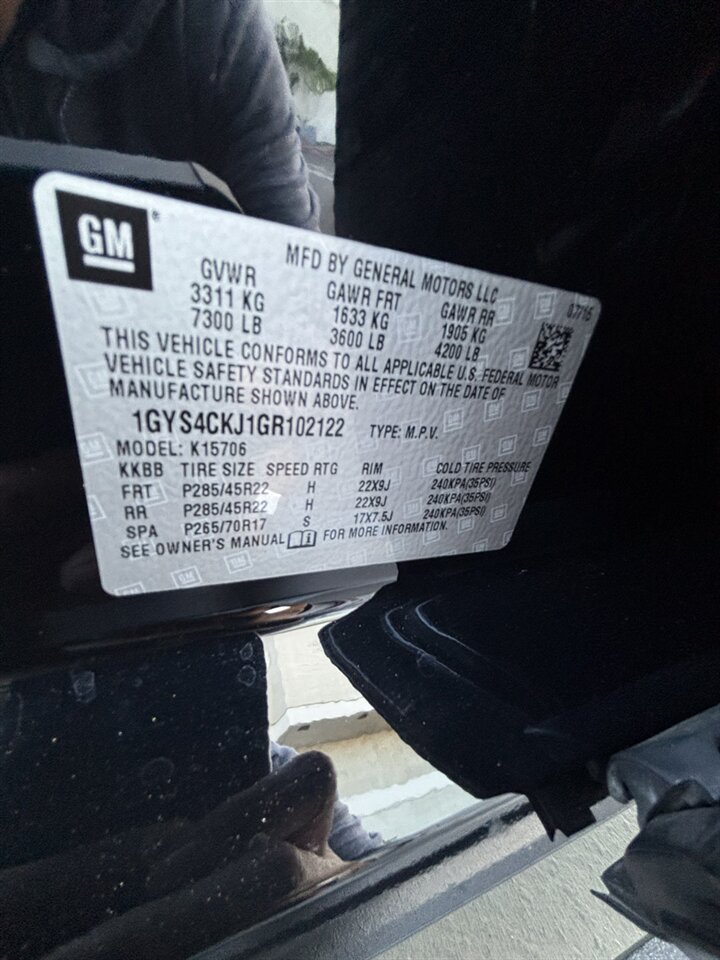 GM®
MFD BY GENERAL MOTORS LLC
07/15
GVWR GAWR FRT GAWR RR
3311 KG 1633 KG 1905 KG
7300 LB 3600 LB 4200 LB
THIS VEHICLE CONFORMS TO ALL APPLICABLE U.S. FEDERAL MOTOR
VEHICLE SAFETY STANDARDS IN EFFECT ON THE DATE OF
MANUFACTURE SHOWN ABOVE.
1GYS4CKJ1GR102122 TYPE: M.P.V.
MODEL: K15706
KKBB TIRE SIZE SPEED RTG RIM COLD TIRE PRESSURE
FRT P285/45R22 H 22X9J 240KPA(35PSI)
RR P285/45R22 H 22X9J 240KPA(35PSI)
SPA P265/70R17 S 17X7.5J 240KPA(35PSI)
SEE OWNER'S MANUAL FOR MORE INFORMATION.